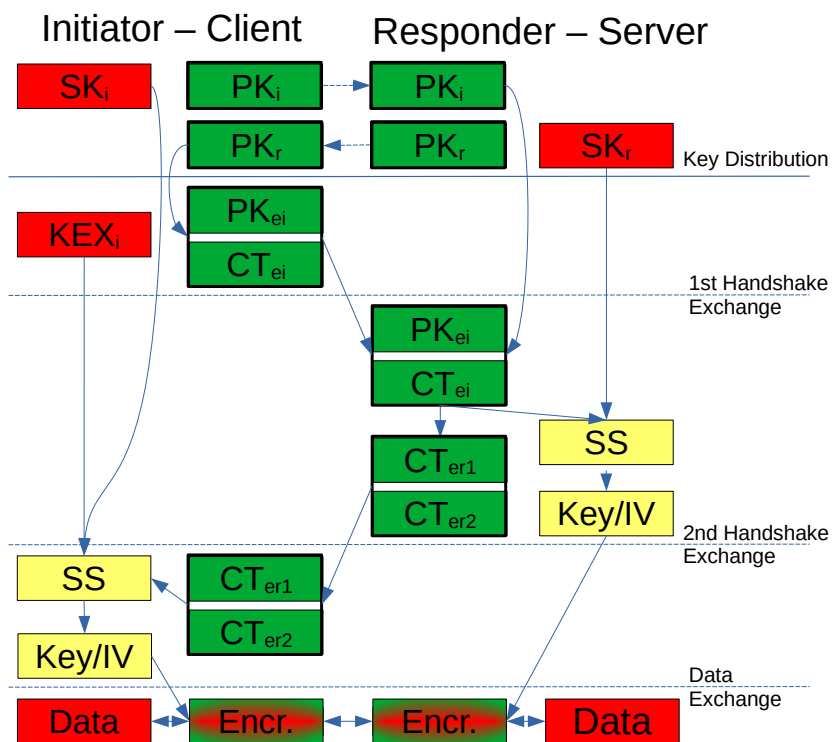 Initiator – Client Responder – Server
SKi PKi PKi
PKr PKr SKr
Key Distribution
KEXi PKei
CTei
1st Handshake
Exchange
PKei
CTei
SS
CTer1
CTer2 Key/IV
2nd Handshake
Exchange
SS CTer1
CTer2
Key/IV
Data
Exchange
Data Encr. Encr. Data